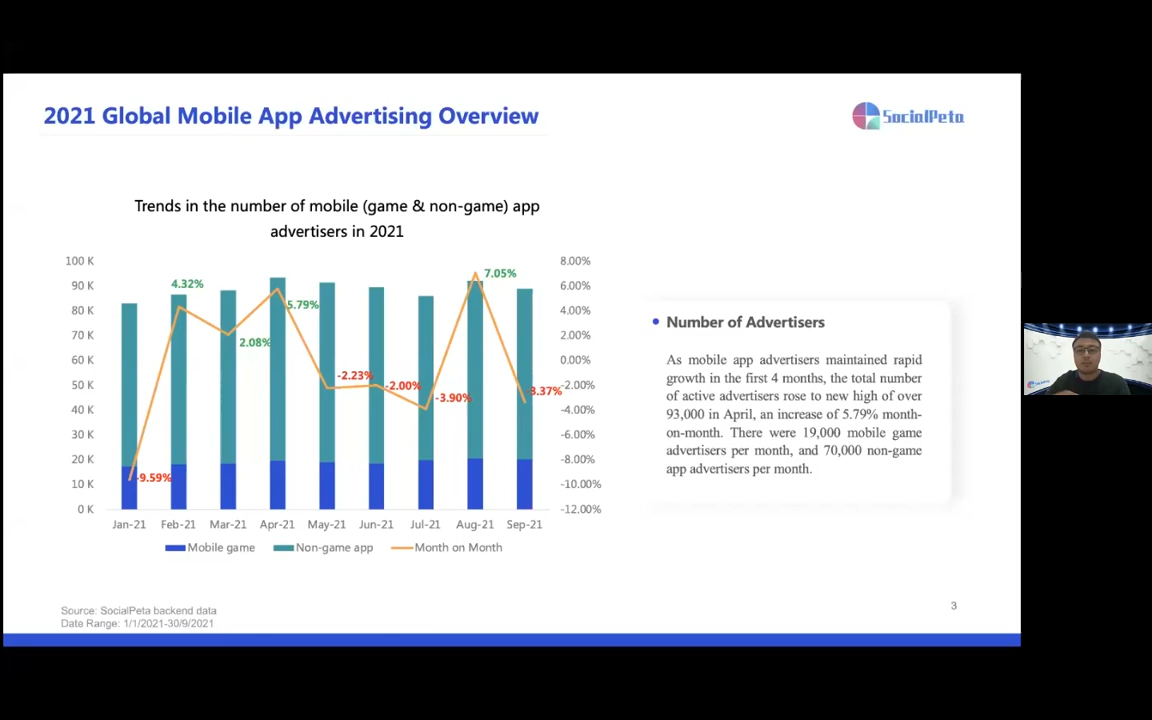 2021 Global Mobile App Advertising Overview
SocialPeta
Trends in the number of mobile (game & non-game) app
advertisers in 2021
100 K
90 K
80 K
70 K
60 K
50 K
40 K
30 K
20 K
10 K
0 K
8.00%
6.00%
4.00%
2.00%
0.00%
-2.00%
-4.00%
-6.00%
-8.00%
-10.00%
-12.00%
-9.59%
4.32%
2.08%
5.79%
-2.23%
-2.00%
-3.90%
7.05%
-3.37%
Jan-21 Feb-21 Mar-21 Apr-21 May-21 Jun-21 Jul-21 Aug-21 Sep-21
Mobile game Non-game app Month on Month
• Number of Advertisers
As mobile app advertisers maintained rapid
growth in the first 4 months, the total number
of active advertisers rose to new high of over
93,000 in April, an increase of 5.79% month-
on-month. There were 19,000 mobile game
advertisers per month, and 70,000 non-game
app advertisers per month.
Source: SocialPeta backend data
Date Range: 1/1/2021-30/9/2021
3